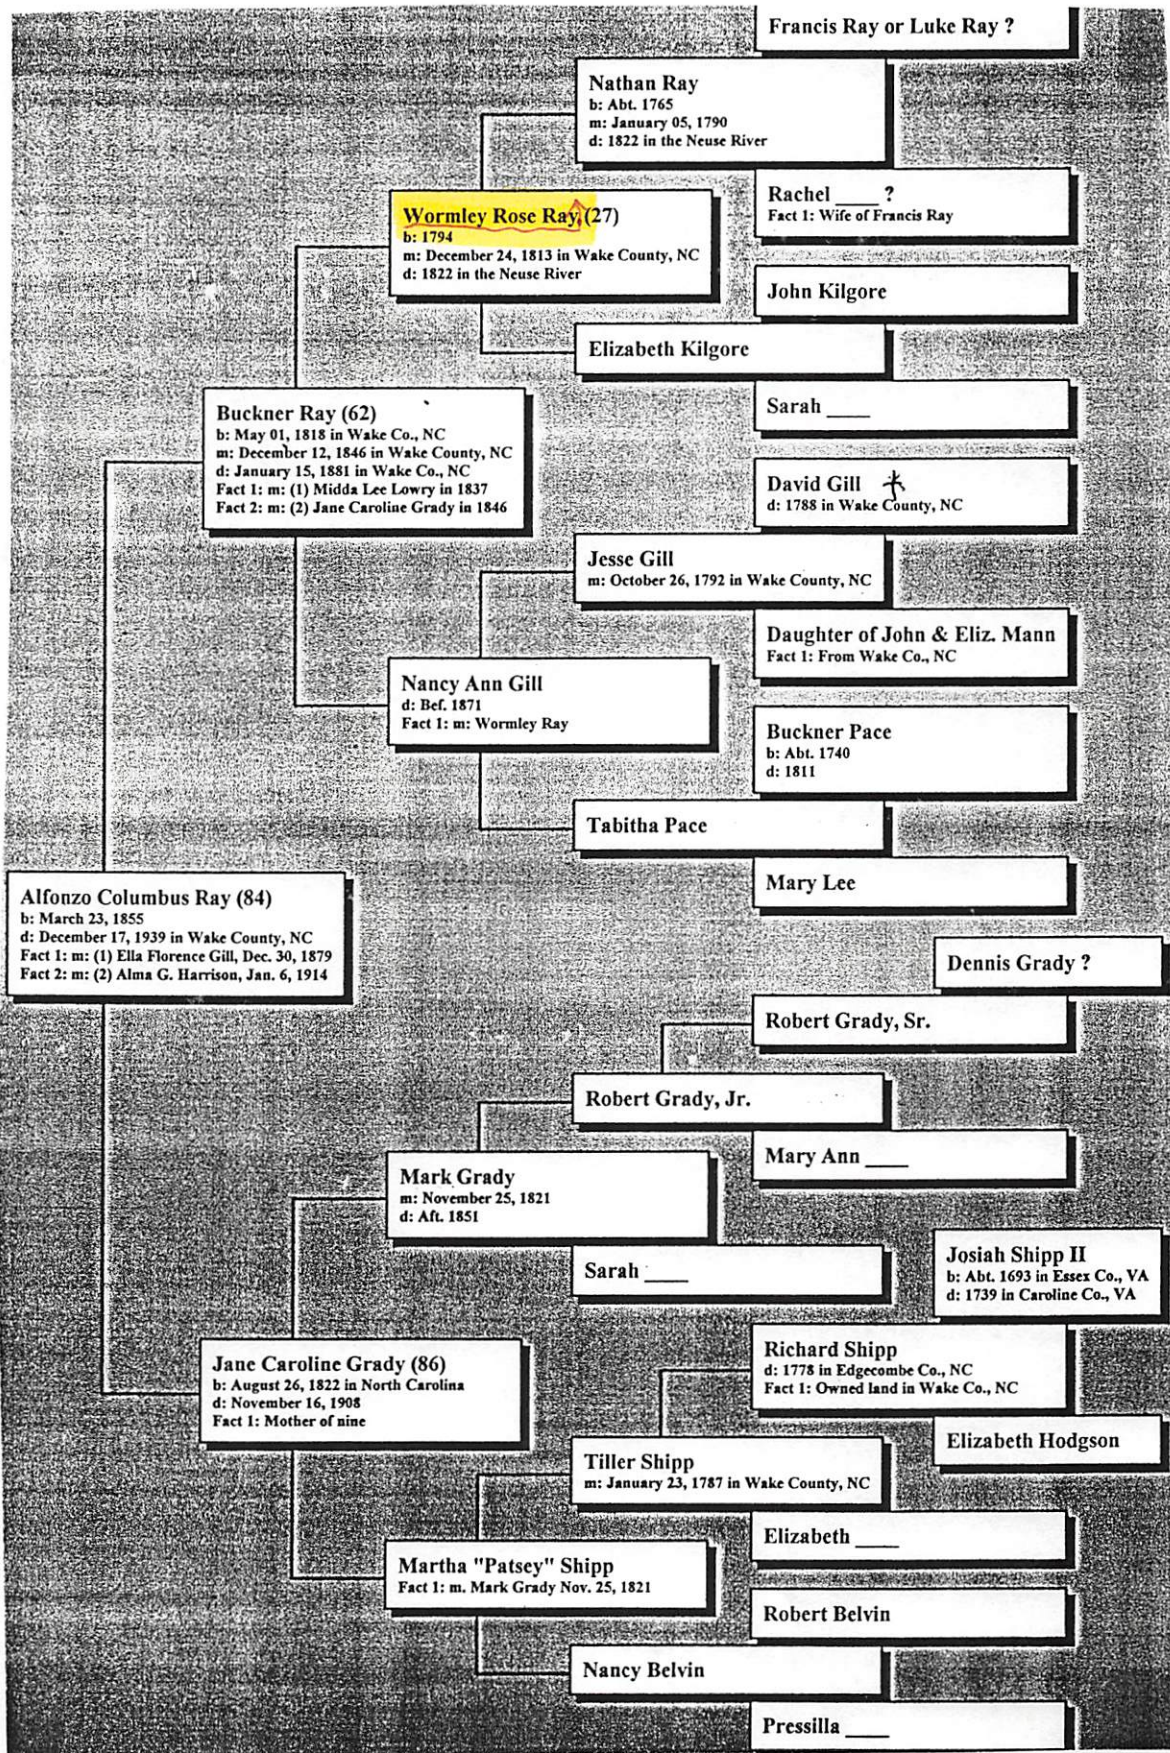 Francis Ray or Luke Ray ?
Nathan Ray
b: Abt. 1765
m: January 05, 1790
d: 1822 in the Neuse River
Rachel ____ ?
Fact 1: Wife of Francis Ray
Wormley Rose Ray (27)
b: 1794
m: December 24, 1813 in Wake County, NC
d: 1822 in the Neuse River
John Kilgore
Elizabeth Kilgore
Sarah ____
Buckner Ray (62)
b: May 01, 1818 in Wake Co., NC
m: December 12, 1846 in Wake County, NC
d: January 15, 1881 in Wake Co., NC
Fact 1: m: (1) Midda Lee Lowry in 1837
Fact 2: m: (2) Jane Caroline Grady in 1846
David Gill
d: 1788 in Wake County, NC
Jesse Gill
m: October 26, 1792 in Wake County, NC
Daughter of John & Eliz. Mann
Fact 1: From Wake Co., NC
Nancy Ann Gill
d: Bef. 1871
Fact 1: m: Wormley Ray
Buckner Pace
b: Abt. 1740
d: 1811
Tabitha Pace
Mary Lee
Alfonzo Columbus Ray (84)
b: March 23, 1855
d: December 17, 1939 in Wake County, NC
Fact 1: m: (1) Ella Florence Gill, Dec. 30, 1879
Fact 2: m: (2) Alma G. Harrison, Jan. 6, 1914
Dennis Grady ?
Robert Grady, Sr.
Robert Grady, Jr.
Mary Ann ____
Mark Grady
m: November 25, 1821
d: Aft. 1851
Sarah ____
Josiah Shipp II
b: Abt. 1693 in Essex Co., VA
d: 1739 in Caroline Co., VA
Richard Shipp
d: 1778 in Edgecombe Co., NC
Fact 1: Owned land in Wake Co., NC
Jane Caroline Grady (86)
b: August 26, 1822 in North Carolina
d: November 16, 1908
Fact 1: Mother of nine
Elizabeth Hodgson
Tiller Shipp
m: January 23, 1787 in Wake County, NC
Elizabeth ____
Martha "Patsey" Shipp
Fact 1: m. Mark Grady Nov. 25, 1821
Robert Belvin
Nancy Belvin
Pressilla ____